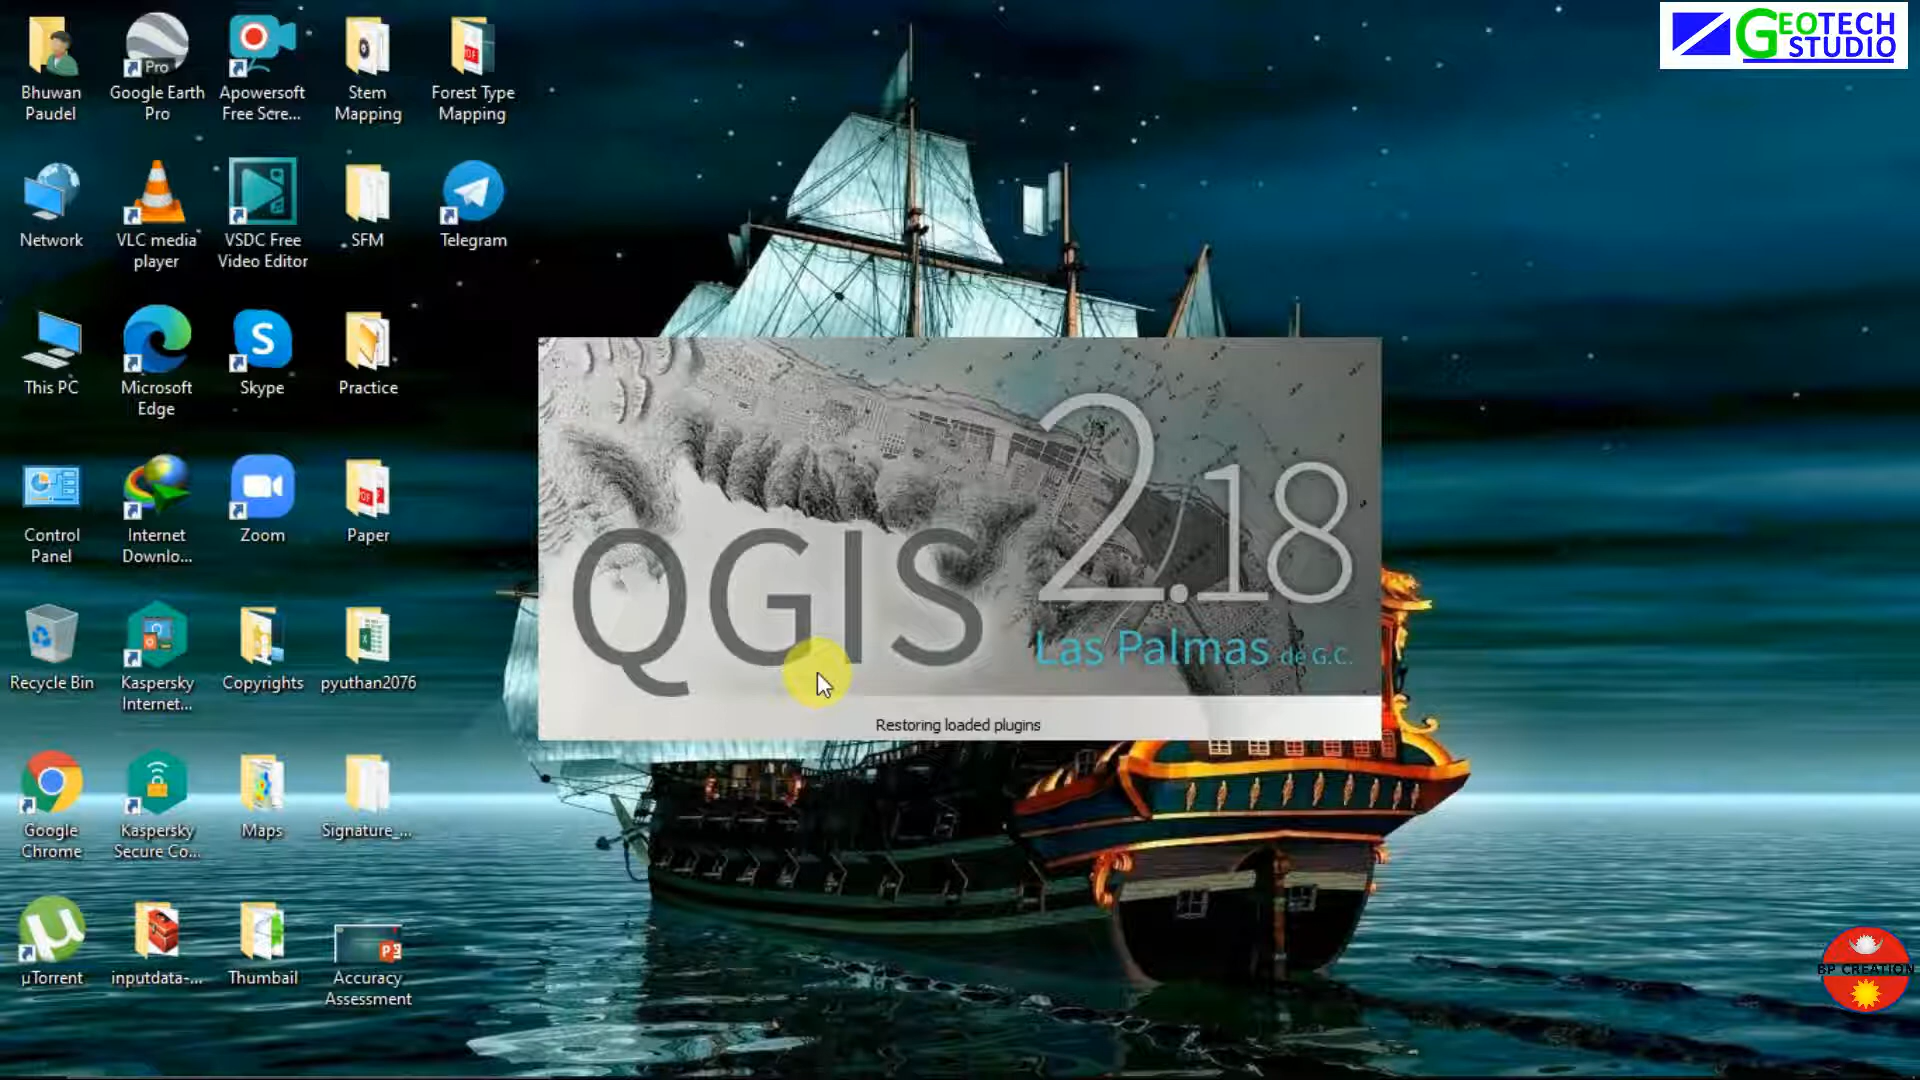 GEOTECH
STUDIO
Bhuwan
Paudel
Pro
Google Earth
Pro
Apowersoft
Free Scre...
Stem
Mapping
PDF
Forest Type
Mapping
Network
VLC media
player
VSDC Free
Video Editor
SFM
Telegram
This PC
Microsoft
Edge
S
Skype
Practice
Control
Panel
Internet
Downlo...
Zoom
PDF
Paper
QGIS
2.18
Las Palmas de G.C.
Restoring loaded plugins
Recycle Bin
Kaspersky
Internet...
Copyrights
X
pyuthan2076
Google
Chrome
Kaspersky
Secure Co...
Maps
Signature_...
µ
µTorrent
inputdata-...
Thumbail
P
Accuracy
Assessment
BP CREATION